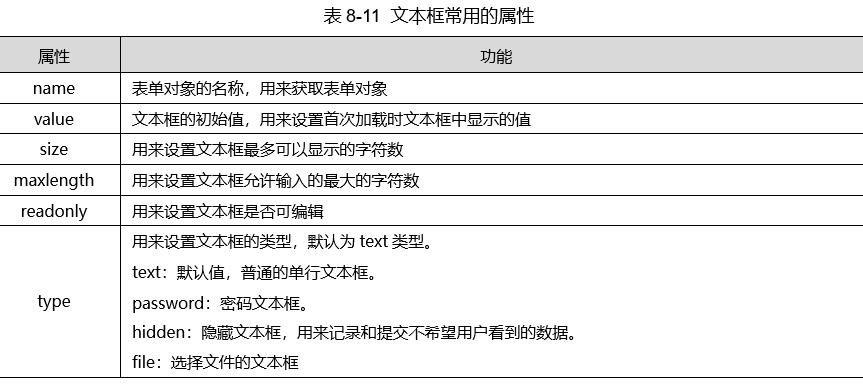 表 8-11 文本框常用的属性
属性 功能
name 表单对象的名称，用来获取表单对象
value 文本框的初始值，用来设置首次加载时文本框中显示的值
size 用来设置文本框最多可以显示的字符数
maxlength 用来设置文本框允许输入的最大的字符数
readonly 用来设置文本框是否可编辑
type 用来设置文本框的类型，默认为 text 类型。
text：默认值，普通的单行文本框。
password：密码文本框。
hidden：隐藏文本框，用来记录和提交不希望用户看到的数据。
file：选择文件的文本框